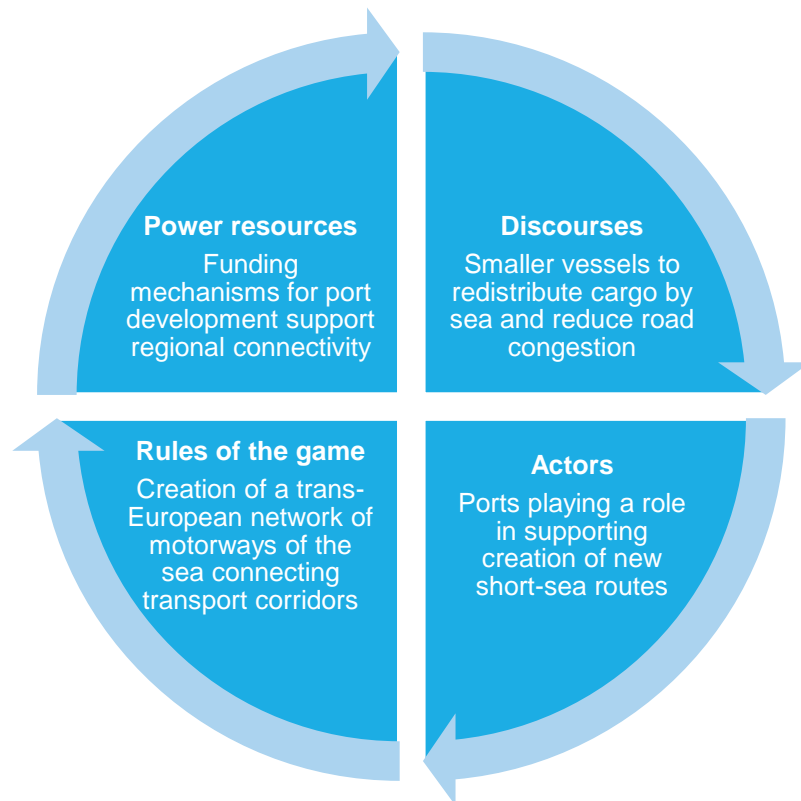 Power resources
Funding
mechanisms for port
development support
regional connectivity
Discourses
Smaller vessels to
redistribute cargo by
sea and reduce road
congestion
Rules of the game
Creation of a trans-
European network of
motorways of the
sea connecting
transport corridors
Actors
Ports playing a role
in supporting
creation of new
short-sea routes